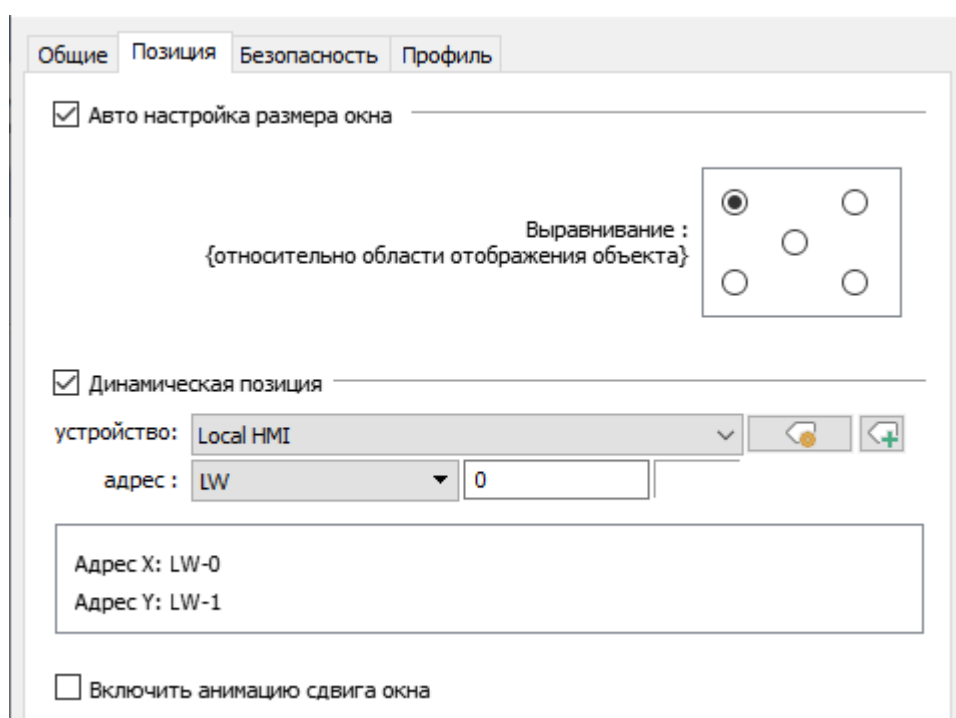 Общие Позиция Безопасность Профиль
Авто настройка размера окна
Выравнивание :
{относительно области отображения объекта}
Динамическая позиция
устройство: Local HMI
адрес : LW 0
Адрес X: LW-0
Адрес Y: LW-1
Включить анимацию сдвига окна